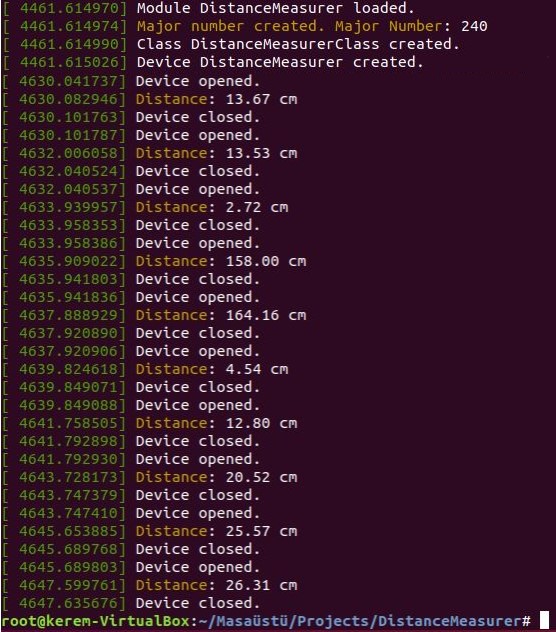 [ 4461.614970] Module DistanceMeasurer loaded.
[ 4461.614974] Major number created. Major Number: 240
[ 4461.614990] Class DistanceMeasurerClass created.
[ 4461.615026] Device DistanceMeasurer created.
[ 4630.041737] Device opened.
[ 4630.082946] Distance: 13.67 cm
[ 4630.101763] Device closed.
[ 4630.101787] Device opened.
[ 4632.006058] Distance: 13.53 cm
[ 4632.040524] Device closed.
[ 4632.040537] Device opened.
[ 4633.939957] Distance: 2.72 cm
[ 4633.958353] Device closed.
[ 4633.958386] Device opened.
[ 4635.909022] Distance: 158.00 cm
[ 4635.941803] Device closed.
[ 4635.941836] Device opened.
[ 4637.888929] Distance: 164.16 cm
[ 4637.920890] Device closed.
[ 4637.920906] Device opened.
[ 4639.824618] Distance: 4.54 cm
[ 4639.849071] Device closed.
[ 4639.849088] Device opened.
[ 4641.758505] Distance: 12.80 cm
[ 4641.792898] Device closed.
[ 4641.792930] Device opened.
[ 4643.728173] Distance: 20.52 cm
[ 4643.747379] Device closed.
[ 4643.747410] Device opened.
[ 4645.653885] Distance: 25.57 cm
[ 4645.689768] Device closed.
[ 4645.689803] Device opened.
[ 4647.599761] Distance: 26.31 cm
[ 4647.635676] Device closed.
root@kerem-VirtualBox:~/Masaüstü/Projects/DistanceMeasurer#